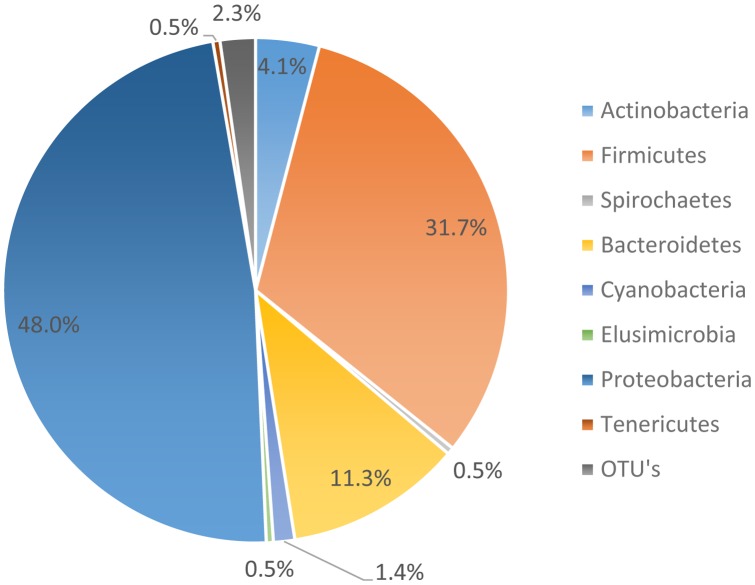 2.3%
0.5%
4.1%
31.7%
48.0%
11.3%
0.5%
0.5%
1.4%
Actinobacteria
Firmicutes
Spirochaetes
Bacteroidetes
Cyanobacteria
Elusimicrobia
Proteobacteria
Tenericutes
OTU's